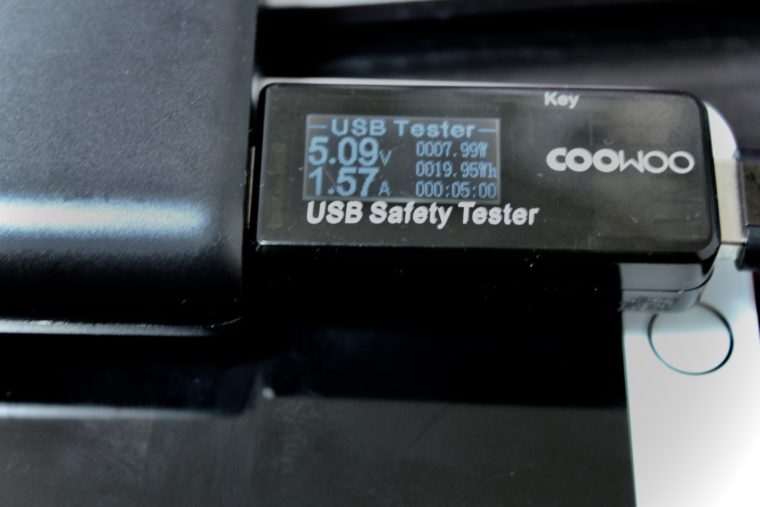 Key
USB Tester
5.09V
0007.99W
0019.95Wh
1.57A
000:05:00
COOWOO
USB Safety Tester